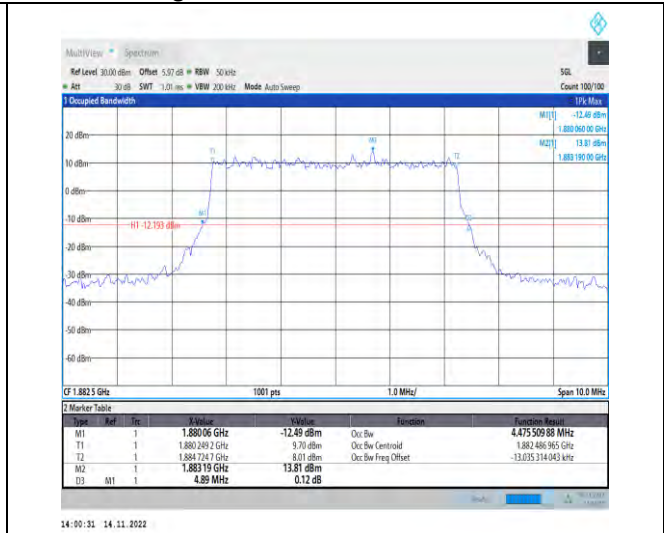 MultiView Spectrum
Ref Level 30.00 dBm Offset 5.97 dB RBW 50 kHz SGL
Att 30 dB SWT 1.01 ms VBW 200 kHz Mode Auto Sweep Count 100/100
1 Occupied Bandwidth 1Pk Max
M1[1] -12.49 dBm
1.880 060 00 GHz
M2[1] 13.81 dBm
1.883 190 00 GHz
20 dBm
M2
T1
T2
10 dBm
0 dBm
M1
-10 dBm
H1 -12.193 dBm
-20 dBm
-30 dBm
-40 dBm
-50 dBm
-60 dBm
CF 1.882 5 GHz 1001 pts 1.0 MHz/ Span 10.0 MHz
2 Marker Table
Type Ref Trc X-Value Y-Value Function Function Result
M1 1 1.880 06 GHz -12.49 dBm Occ Bw 4.475 509 88 MHz
T1 1 1.880 249 2 GHz 9.70 dBm Occ Bw Centroid 1.882 486 965 GHz
T2 1 1.884 724 7 GHz 8.01 dBm Occ Bw Freq Offset -13.035 314 043 kHz
M2 1 1.883 19 GHz 13.81 dBm
D3 M1 1 4.89 MHz 0.12 dB
14:00:31 14.11.2022